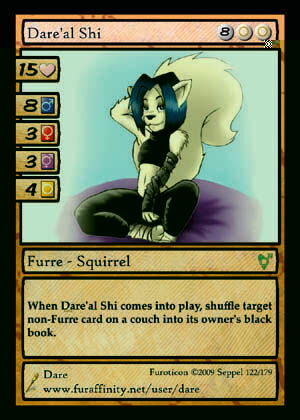 Dare'al Shi 8
15
8
3
3
4
Furre - Squirrel
When Dare'al Shi comes into play, shuffle target
non-Furre card on a couch into its owner's black
book.
Dare Furoticon ©2009 Seppel 122/179
www.furaffinity.net/user/dare